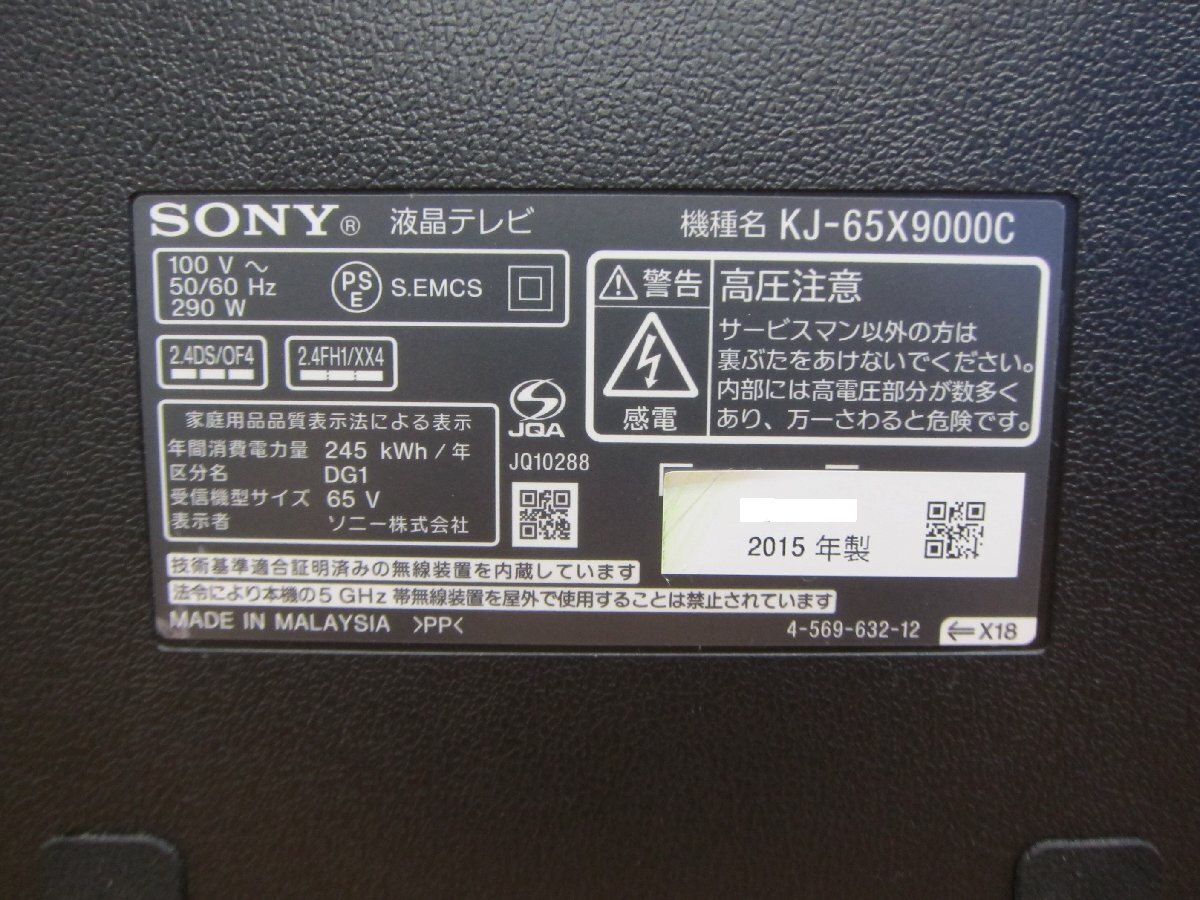 SONY® 液晶テレビ
機種名 KJ-65X9000C
100 V ～
50/60 Hz
290 W
PS
E
S.EMCS
2.4DS/OF4
2.4FH1/XX4
警告
感電
高圧注意
サービスマン以外の方は
裏ぶたをあけないでください。
内部には高電圧部分が数多く
あり、万一さわると危険です。
家庭用品品質表示法による表示
年間消費電力量 245 kWh / 年
区分名 DG1
受信機型サイズ 65 V
表示者 ソニー株式会社
JQA
JQ10288
2015 年製
技術基準適合証明済みの無線装置を内蔵しています
法令により本機の5 GHz 帯無線装置を屋外で使用することは禁止されています
MADE IN MALAYSIA >PP<
4-569-632-12
⇐X18